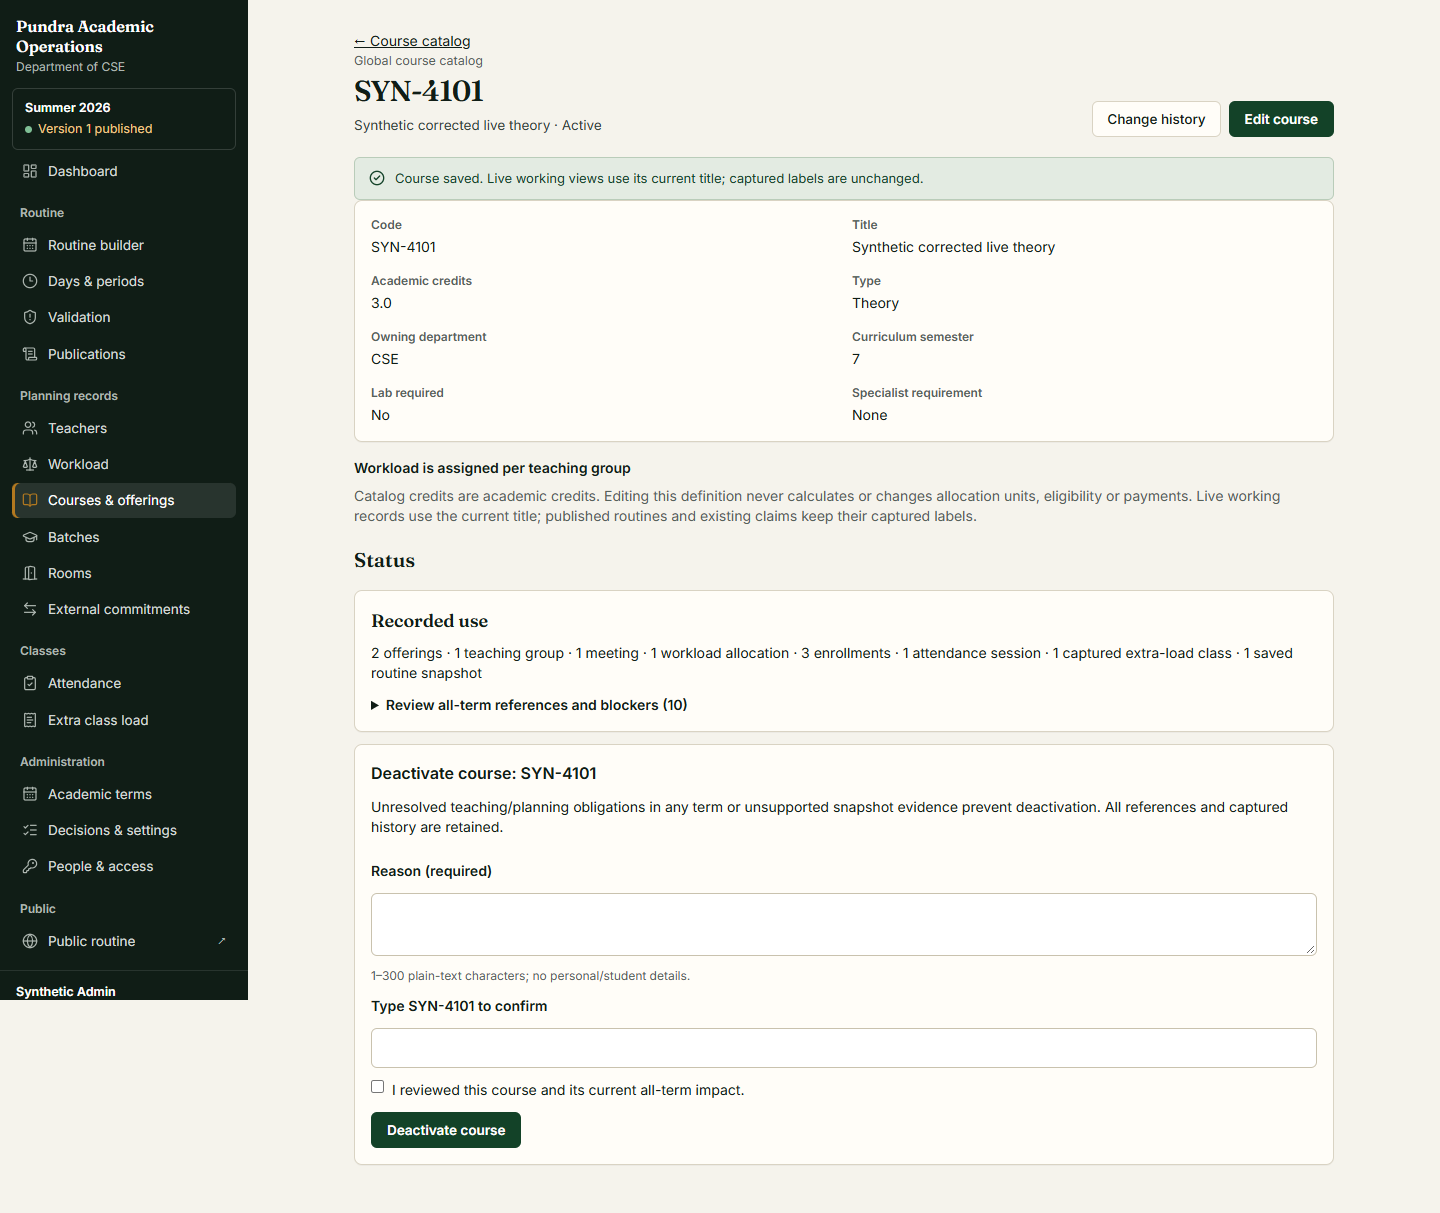 Pundra Academic
Operations
Department of CSE
Summer 2026
Version 1 published
Dashboard
Routine
Routine builder
Days & periods
Validation
Publications
Planning records
Teachers
Workload
Courses & offerings
Batches
Rooms
External commitments
Classes
Attendance
Extra class load
Administration
Academic terms
Decisions & settings
People & access
Public
Public routine ↗
Synthetic Admin
← Course catalog
Global course catalog
SYN-4101
Synthetic corrected live theory · Active
Change history
Edit course
Course saved. Live working views use its current title; captured labels are unchanged.
Code
SYN-4101
Title
Synthetic corrected live theory
Academic credits
3.0
Type
Theory
Owning department
CSE
Curriculum semester
7
Lab required
No
Specialist requirement
None
Workload is assigned per teaching group
Catalog credits are academic credits. Editing this definition never calculates or changes allocation units, eligibility or payments. Live working
records use the current title; published routines and existing claims keep their captured labels.
Status
Recorded use
2 offerings · 1 teaching group · 1 meeting · 1 workload allocation · 3 enrollments · 1 attendance session · 1 captured extra-load class · 1 saved
routine snapshot
Review all-term references and blockers (10)
Deactivate course: SYN-4101
Unresolved teaching/planning obligations in any term or unsupported snapshot evidence prevent deactivation. All references and captured
history are retained.
Reason (required)
1–300 plain-text characters; no personal/student details.
Type SYN-4101 to confirm
I reviewed this course and its current all-term impact.
Deactivate course